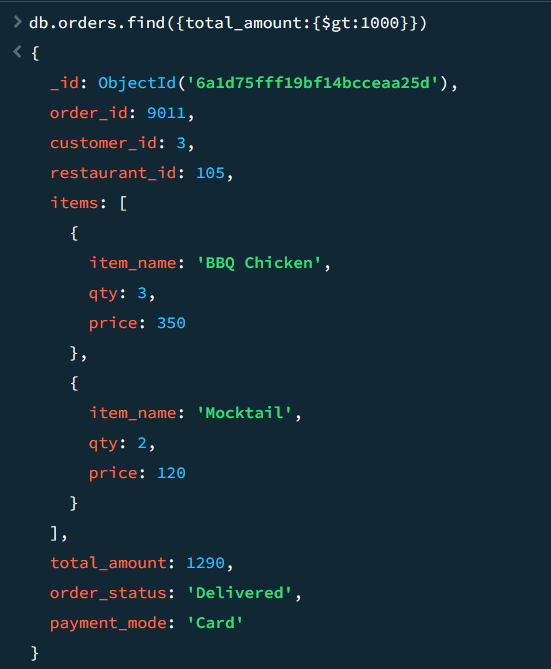 > db.orders.find({total_amount:{$gt:1000}})
< {
_id: ObjectId('6a1d75fff19bf14bcceaa25d'),
order_id: 9011,
customer_id: 3,
restaurant_id: 105,
items: [
{
item_name: 'BBQ Chicken',
qty: 3,
price: 350
},
{
item_name: 'Mocktail',
qty: 2,
price: 120
}
],
total_amount: 1290,
order_status: 'Delivered',
payment_mode: 'Card'
}